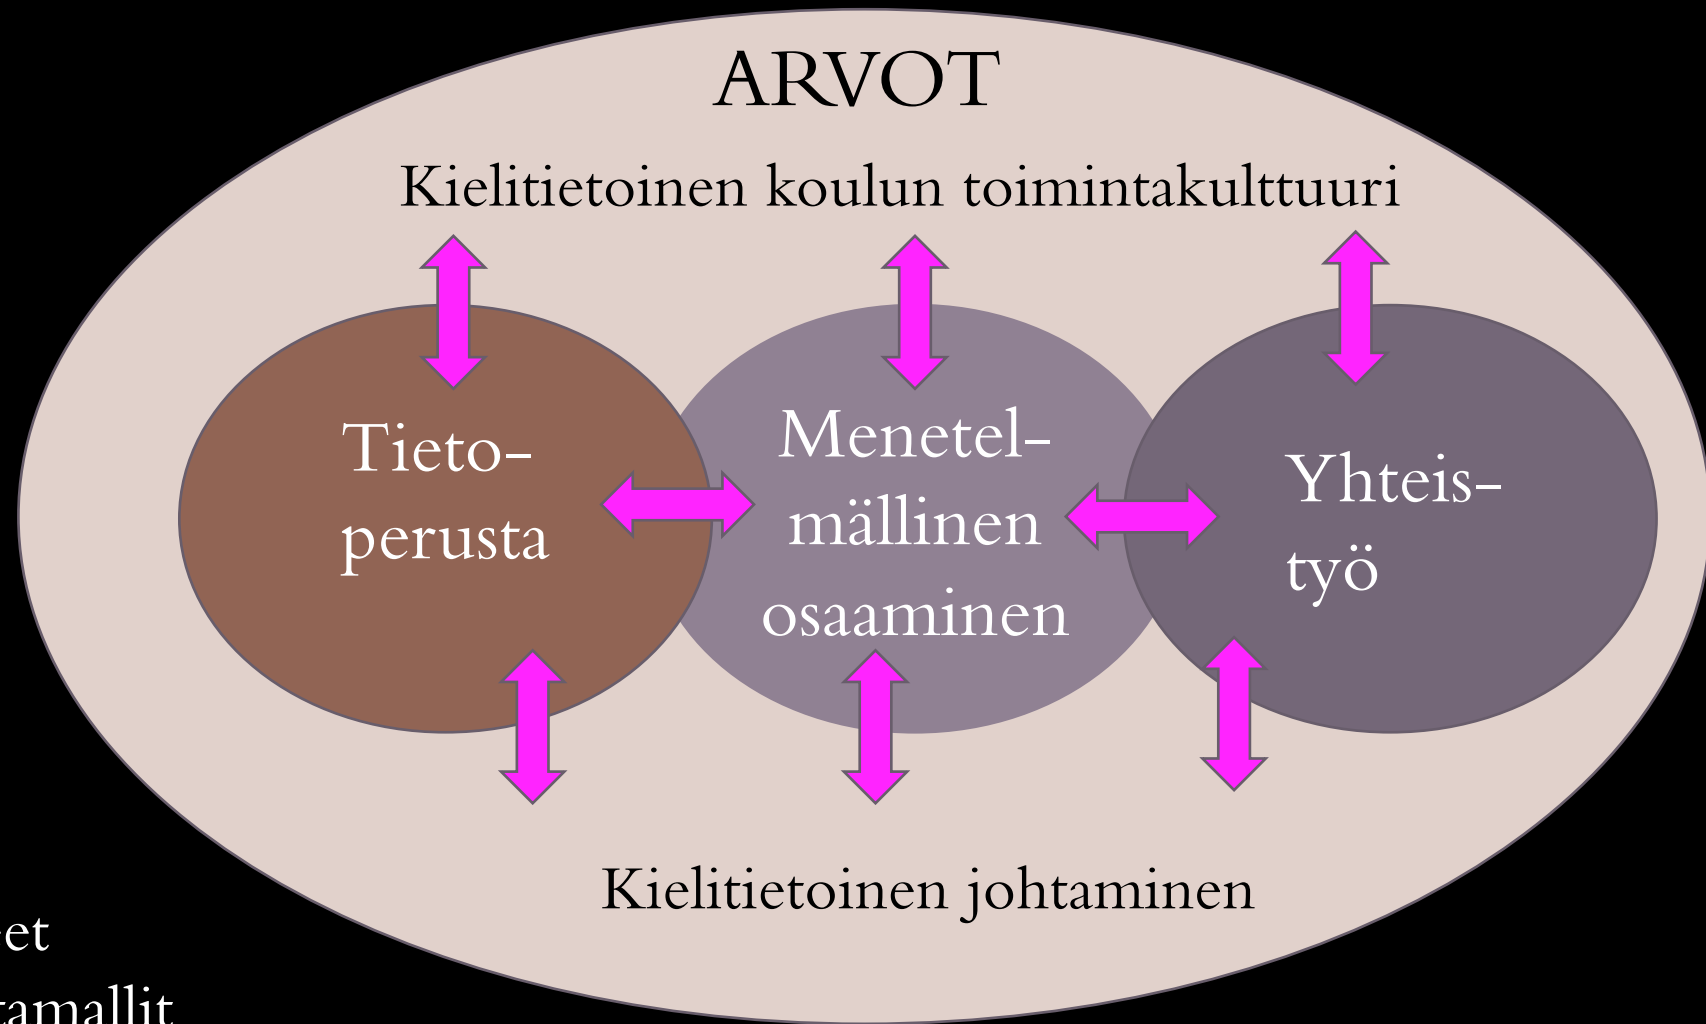 ARVOT
Kielitietoinen koulun toimintakulttuuri
Tieto-
perusta
Menetel-
mällinen
osaaminen
Yhteis-
työ
Kielitietoinen johtaminen